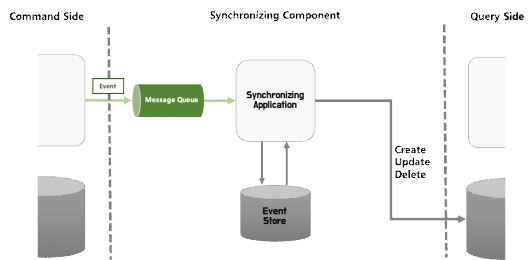 Command Side
Synchronizing Component
Query Side
Event
Message Queue
Synchronizing
Application
Create
Update
Delete
Event
Store